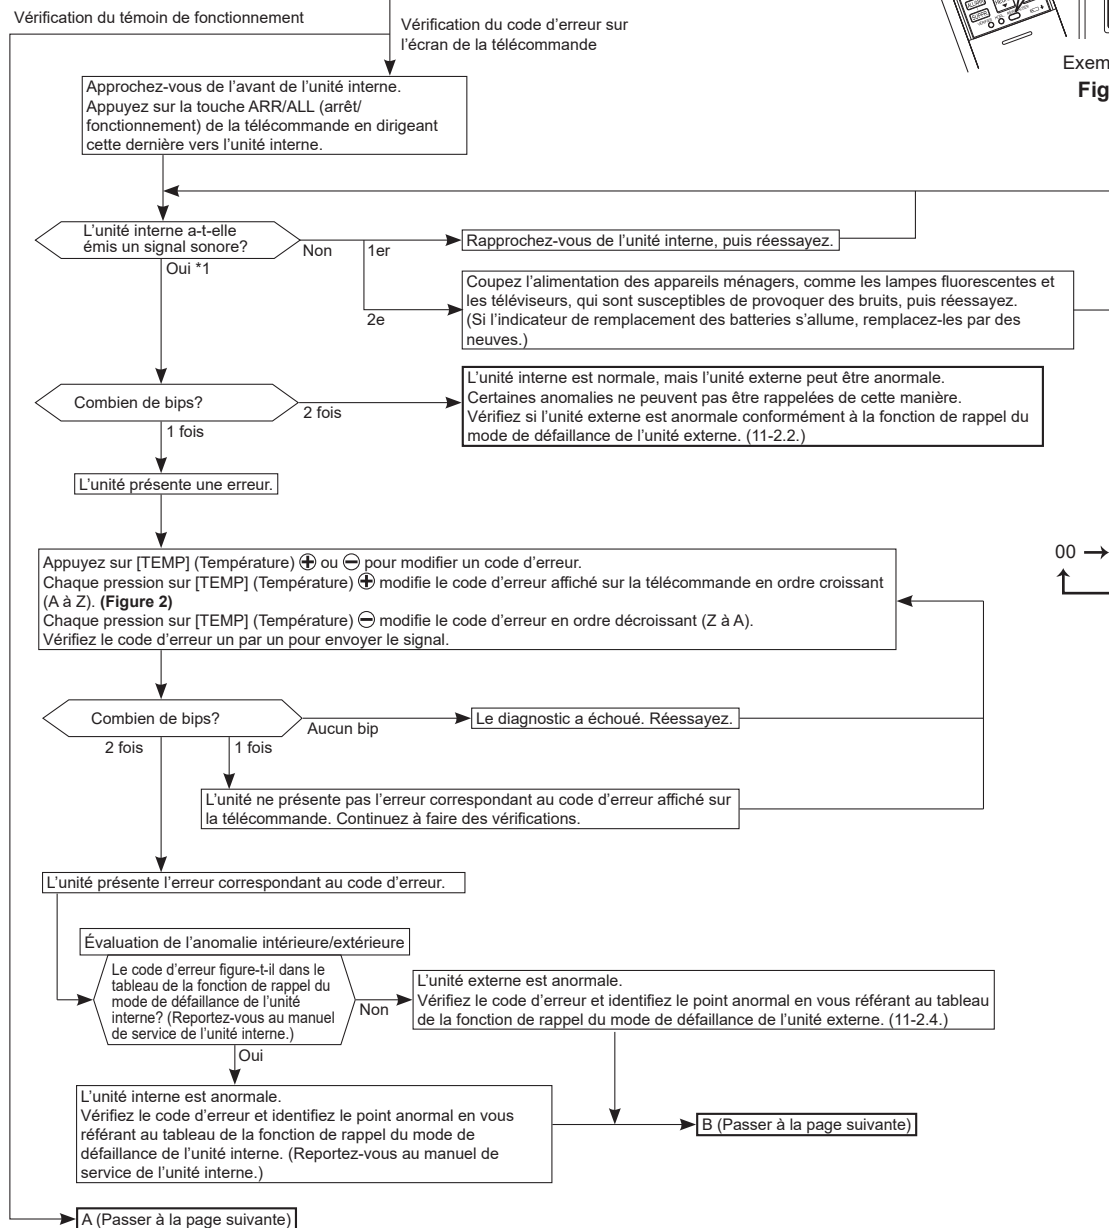 Vérification du témoin de fonctionnement
Vérification du code d'erreur sur
l'écran de la télécommande
Exem
Fig
Approchez-vous de l'avant de l'unité interne.
Appuyez sur la touche ARR/ALL (arrêt/
fonctionnement) de la télécommande en dirigeant
cette dernière vers l'unité interne.
L'unité interne a-t-elle
émis un signal sonore?
Non
1er
Rapprochez-vous de l'unité interne, puis réessayez.
Oui *1
2e
Coupez l'alimentation des appareils ménagers, comme les lampes fluorescentes et
les téléviseurs, qui sont susceptibles de provoquer des bruits, puis réessayez.
(Si l'indicateur de remplacement des batteries s'allume, remplacez-les par des
neuves.)
Combien de bips?
2 fois
1 fois
L'unité interne est normale, mais l'unité externe peut être anormale.
Certaines anomalies ne peuvent pas être rappelées de cette manière.
Vérifiez si l'unité externe est anormale conformément à la fonction de rappel du
mode de défaillance de l'unité externe. (11-2.2.)
L'unité présente une erreur.
Appuyez sur [TEMP] (Température) ⊕ ou ⊖ pour modifier un code d'erreur.
Chaque pression sur [TEMP] (Température) ⊕ modifie le code d'erreur affiché sur la télécommande en ordre croissant
(A à Z). (Figure 2)
Chaque pression sur [TEMP] (Température) ⊖ modifie le code d'erreur en ordre décroissant (Z à A).
Vérifiez le code d'erreur un par un pour envoyer le signal.
00
Combien de bips?
Aucun bip
Le diagnostic a échoué. Réessayez.
2 fois
1 fois
L'unité ne présente pas l'erreur correspondant au code d'erreur affiché sur
la télécommande. Continuez à faire des vérifications.
L'unité présente l'erreur correspondant au code d'erreur.
Évaluation de l'anomalie intérieure/extérieure
Le code d'erreur figure-t-il dans le
tableau de la fonction de rappel du
mode de défaillance de l'unité
interne? (Reportez-vous au manuel
de service de l'unité interne.)
Non
Oui
L'unité externe est anormale.
Vérifiez le code d'erreur et identifiez le point anormal en vous référant au tableau
de la fonction de rappel du mode de défaillance de l'unité externe. (11-2.4.)
L'unité interne est anormale.
Vérifiez le code d'erreur et identifiez le point anormal en vous
référant au tableau de la fonction de rappel du mode de
défaillance de l'unité interne. (Reportez-vous au manuel de
service de l'unité interne.)
B (Passer à la page suivante)
A (Passer à la page suivante)